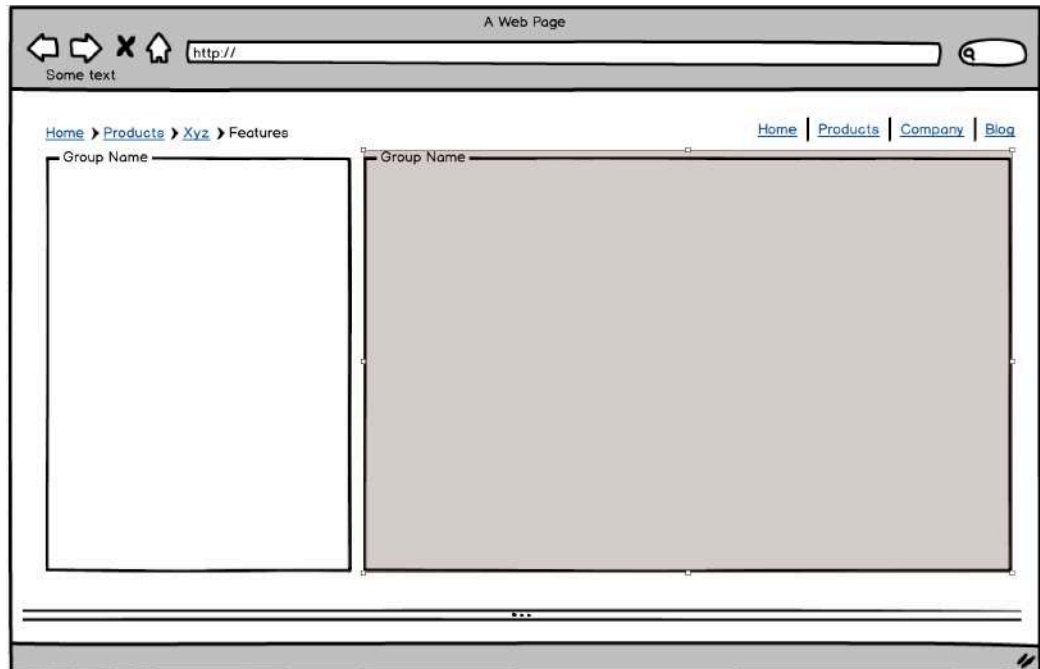 A Web Page
http://
Some text
Home Products Xyz Features
Home Products Company Blog
Group Name
Group Name